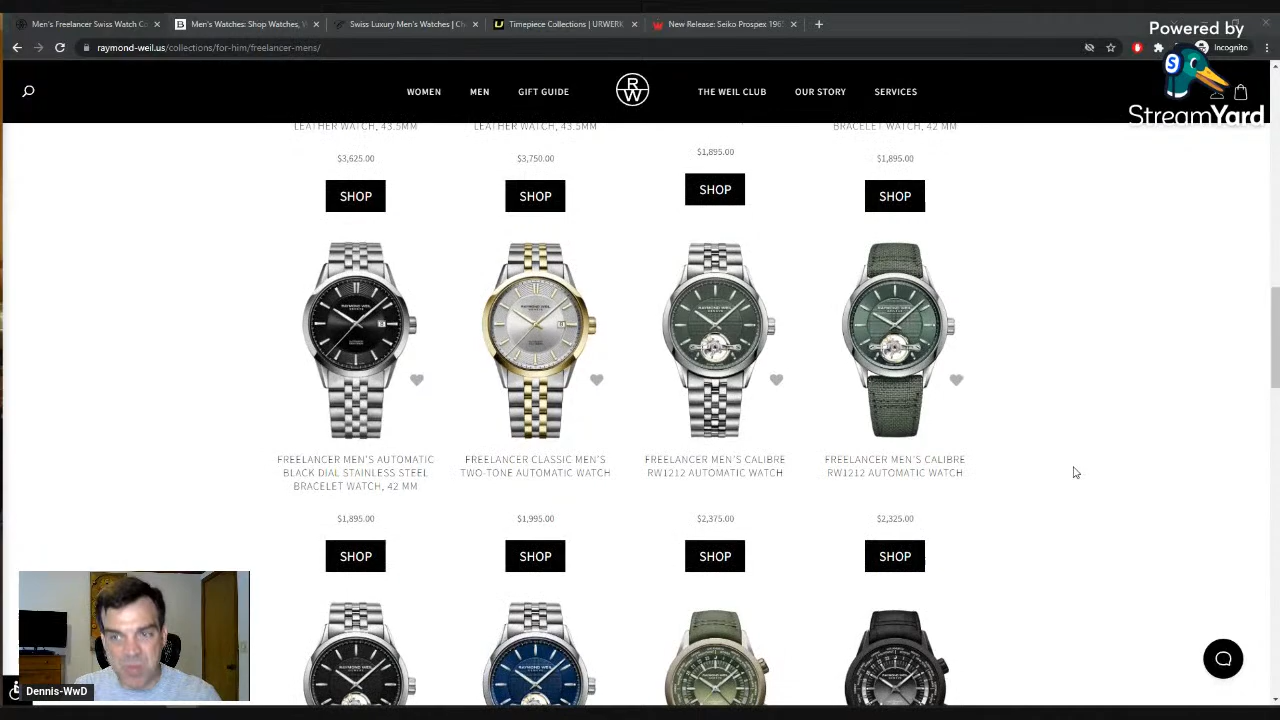 Men's Freelancer Swiss Watch Co
Men's Watches: Shop Watches, W
Swiss Luxury Men's Watches | Ch
Timepiece Collections | URWERK
New Release: Seiko Prospex 196
Powered by
StreamYard
raymond-weil.us/collections/for-him/freelancer-mens/
Incognito
WOMEN MEN GIFT GUIDE RW THE WEIL CLUB OUR STORY SERVICES
LEATHER WATCH, 43.5MM
LEATHER WATCH, 43.5MM
BRACELET WATCH, 42 MM
$3,625.00
$3,750.00
$1,895.00
$1,895.00
SHOP
SHOP
SHOP
SHOP
FREELANCER MEN'S AUTOMATIC
BLACK DIAL STAINLESS STEEL
BRACELET WATCH, 42 MM
FREELANCER CLASSIC MEN'S
TWO-TONE AUTOMATIC WATCH
FREELANCER MEN'S CALIBRE
RW1212 AUTOMATIC WATCH
FREELANCER MEN'S CALIBRE
RW1212 AUTOMATIC WATCH
$1,895.00
$1,995.00
$2,375.00
$2,325.00
SHOP
SHOP
SHOP
SHOP
Dennis-WwD